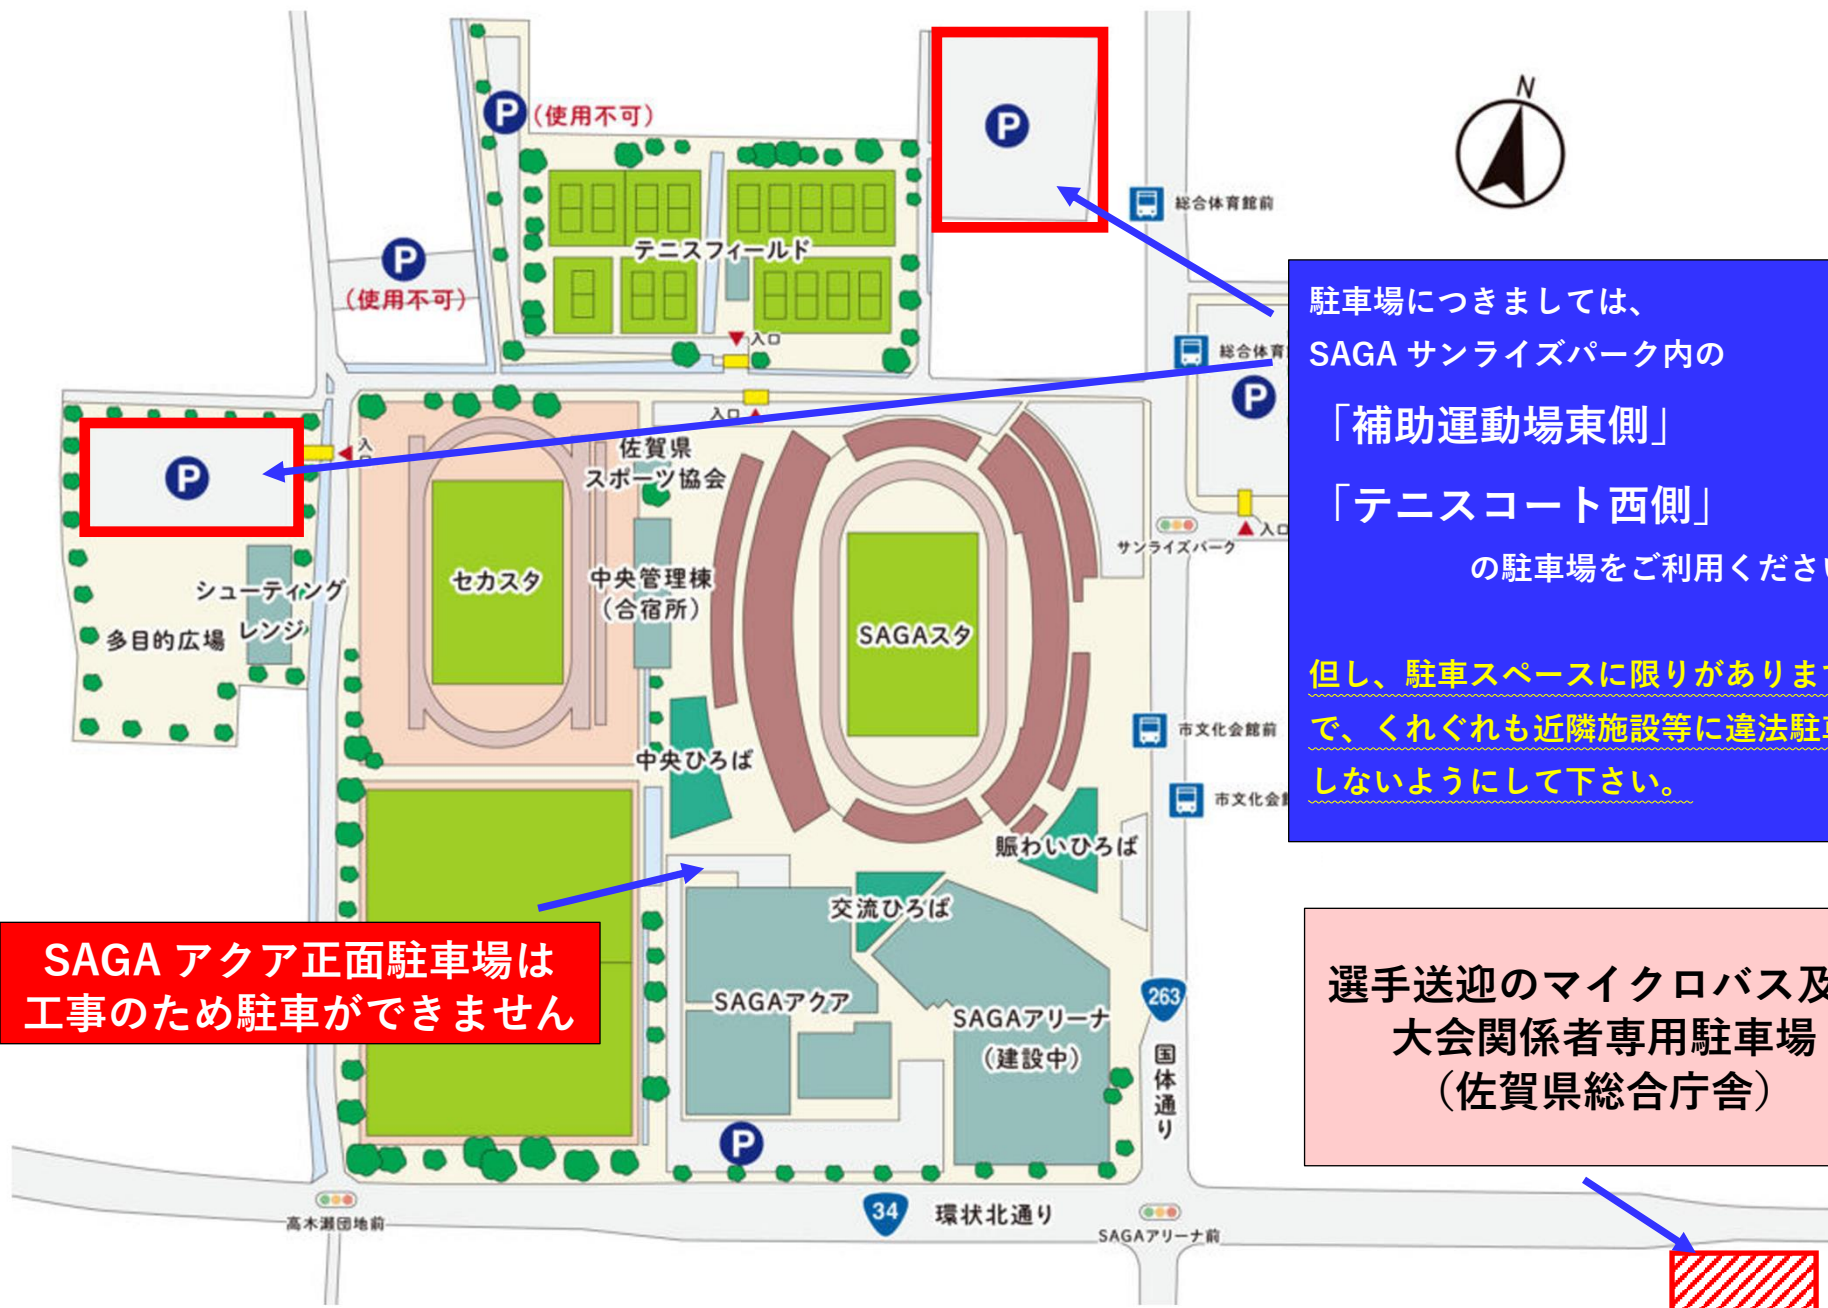 N
P
(使用不可)
P
総合体育館前
テニスフィールド
P
(使用不可)
入口
総合体育
P
入口
入口
P
佐賀県
スポーツ協会
サンライズパーク
入口
シューティング
レンジ
多目的広場
セカスタ
中央管理棟
(合宿所)
SAGAスタ
駐車場につきましては、
SAGA サンライズパーク内の
「補助運動場東側」
「テニスコート西側」
の駐車場をご利用ください
但し、駐車スペースに限りがあります
で、くれぐれも近隣施設等に違法駐車
しないようにして下さい。
市文化会館前
市文化会館
中央ひろば
賑わいひろば
交流ひろば
SAGA アクア正面駐車場は
工事のため駐車ができません
SAGAアクア
SAGAアリーナ
(建設中)
263
国体通り
選手送迎のマイクロバス及
大会関係者専用駐車場
(佐賀県総合庁舎)
P
34
環状北通り
高木瀬団地前
SAGAアリーナ前